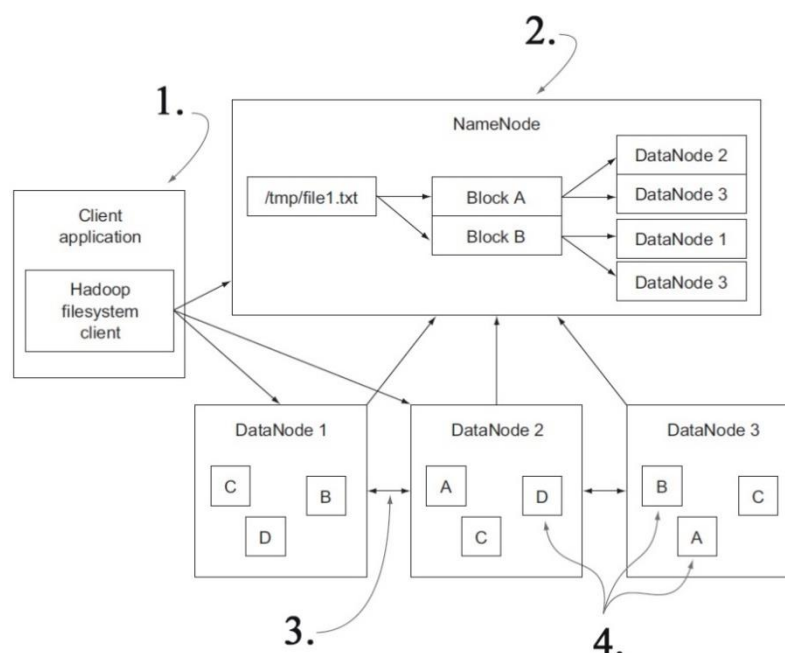 2.
1.
NameNode
DataNode 2
/tmp/file1.txt
Block A
DataNode 3
Client
application
Block B
DataNode 1
Hadoop
filesystem
client
DataNode 3
DataNode 1
DataNode 2
DataNode 3
C
B
D
A
D
C
B
C
A
3.
4.